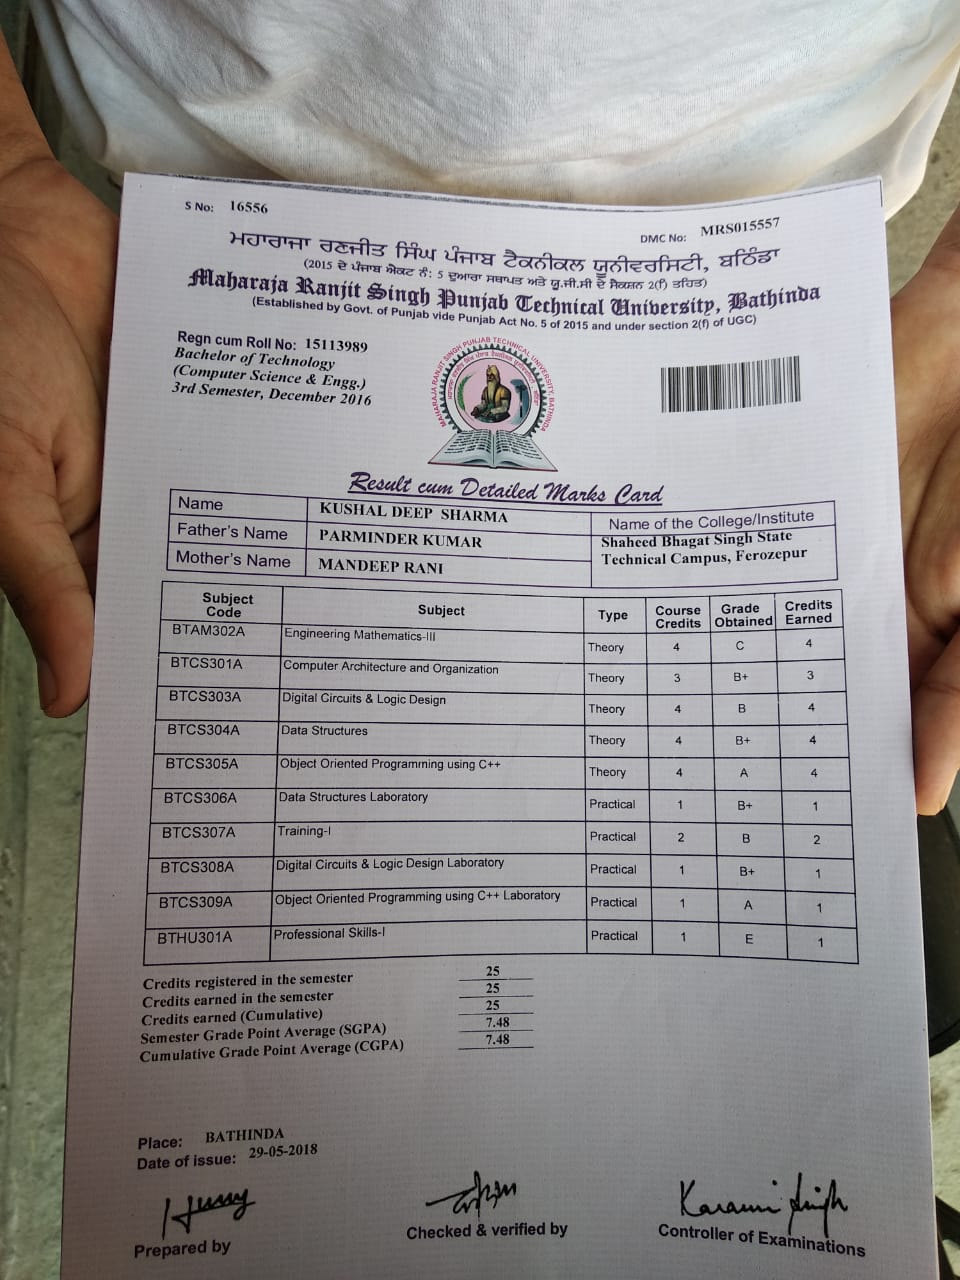 S No: 16556
DMC No: MRS015557
ਮਹਾਰਾਜਾ ਰਣਜੀਤ ਸਿੰਘ ਪੰਜਾਬ ਟੈਕਨੀਕਲ ਯੂਨੀਵਰਸਿਟੀ, ਬਠਿੰਡਾ
(2015 ਦੇ ਪੰਜਾਬ ਐਕਟ ਨੰ: 5 ਦੁਆਰਾ ਸਥਾਪਤ ਅਤੇ ਯੂ.ਜੀ.ਸੀ ਦੇ ਸੈਕਸ਼ਨ 2(f) ਤਹਿਤ)
Maharaja Ranjit Singh Punjab Technical University, Bathinda
(Established by Govt. of Punjab vide Punjab Act No. 5 of 2015 and under section 2(f) of UGC)
Regn cum Roll No: 15113989
Bachelor of Technology
(Computer Science & Engg.)
3rd Semester, December 2016
MAHARAJA RANJIT SINGH PUNJAB TECHNICAL UNIVERSITY, BATHINDA
Result cum Detailed Marks Card
Name KUSHAL DEEP SHARMA Name of the College/Institute
Father's Name PARMINDER KUMAR Shaheed Bhagat Singh State
Mother's Name MANDEEP RANI Technical Campus, Ferozepur
Subject Code Subject Type Course Credits Grade Obtained Credits Earned
BTAM302A Engineering Mathematics-III Theory 4 C 4
BTCS301A Computer Architecture and Organization Theory 3 B+ 3
BTCS303A Digital Circuits & Logic Design Theory 4 B 4
BTCS304A Data Structures Theory 4 B+ 4
BTCS305A Object Oriented Programming using C++ Theory 4 A 4
BTCS306A Data Structures Laboratory Practical 1 B+ 1
BTCS307A Training-I Practical 2 B 2
BTCS308A Digital Circuits & Logic Design Laboratory Practical 1 B+ 1
BTCS309A Object Oriented Programming using C++ Laboratory Practical 1 A 1
BTHU301A Professional Skills-I Practical 1 E 1
Credits registered in the semester 25
Credits earned in the semester 25
Credits earned (Cumulative) 25
Semester Grade Point Average (SGPA) 7.48
Cumulative Grade Point Average (CGPA) 7.48
Place: BATHINDA
Date of issue: 29-05-2018
Prepared by
Checked & verified by
Controller of Examinations